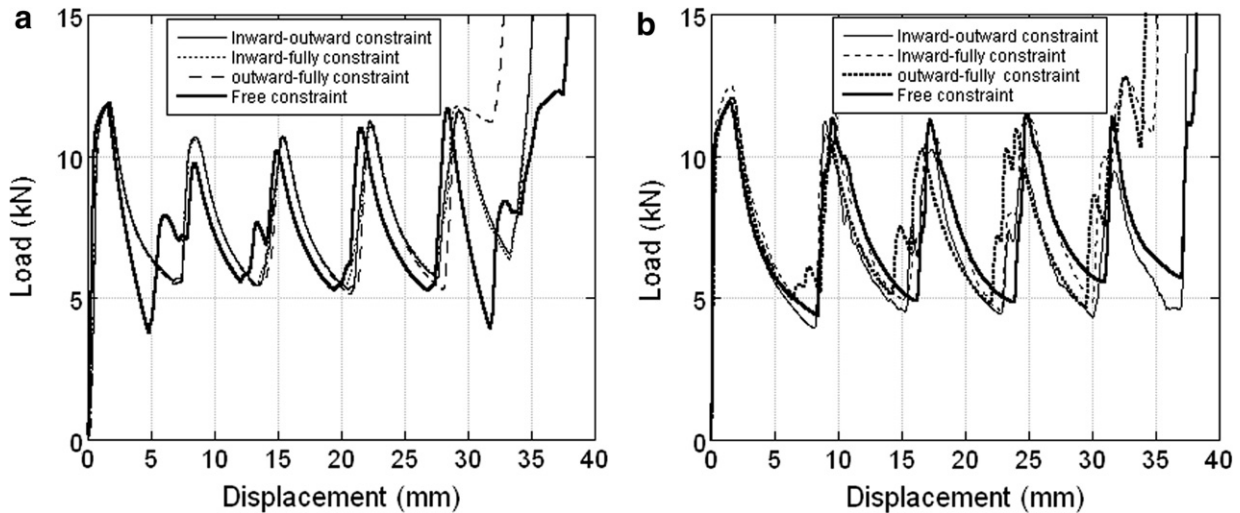 a
15
10
5
0
Load (kN)
Inward-outward constraint
Inward-fully constraint
outward-fully constraint
Free constraint
0 5 10 15 20 25 30 35 40
Displacement (mm)
b
15
10
5
0
Load (kN)
Inward-outward constraint
Inward-fully constraint
outward-fully constraint
Free constraint
0 5 10 15 20 25 30 35 40
Displacement (mm)